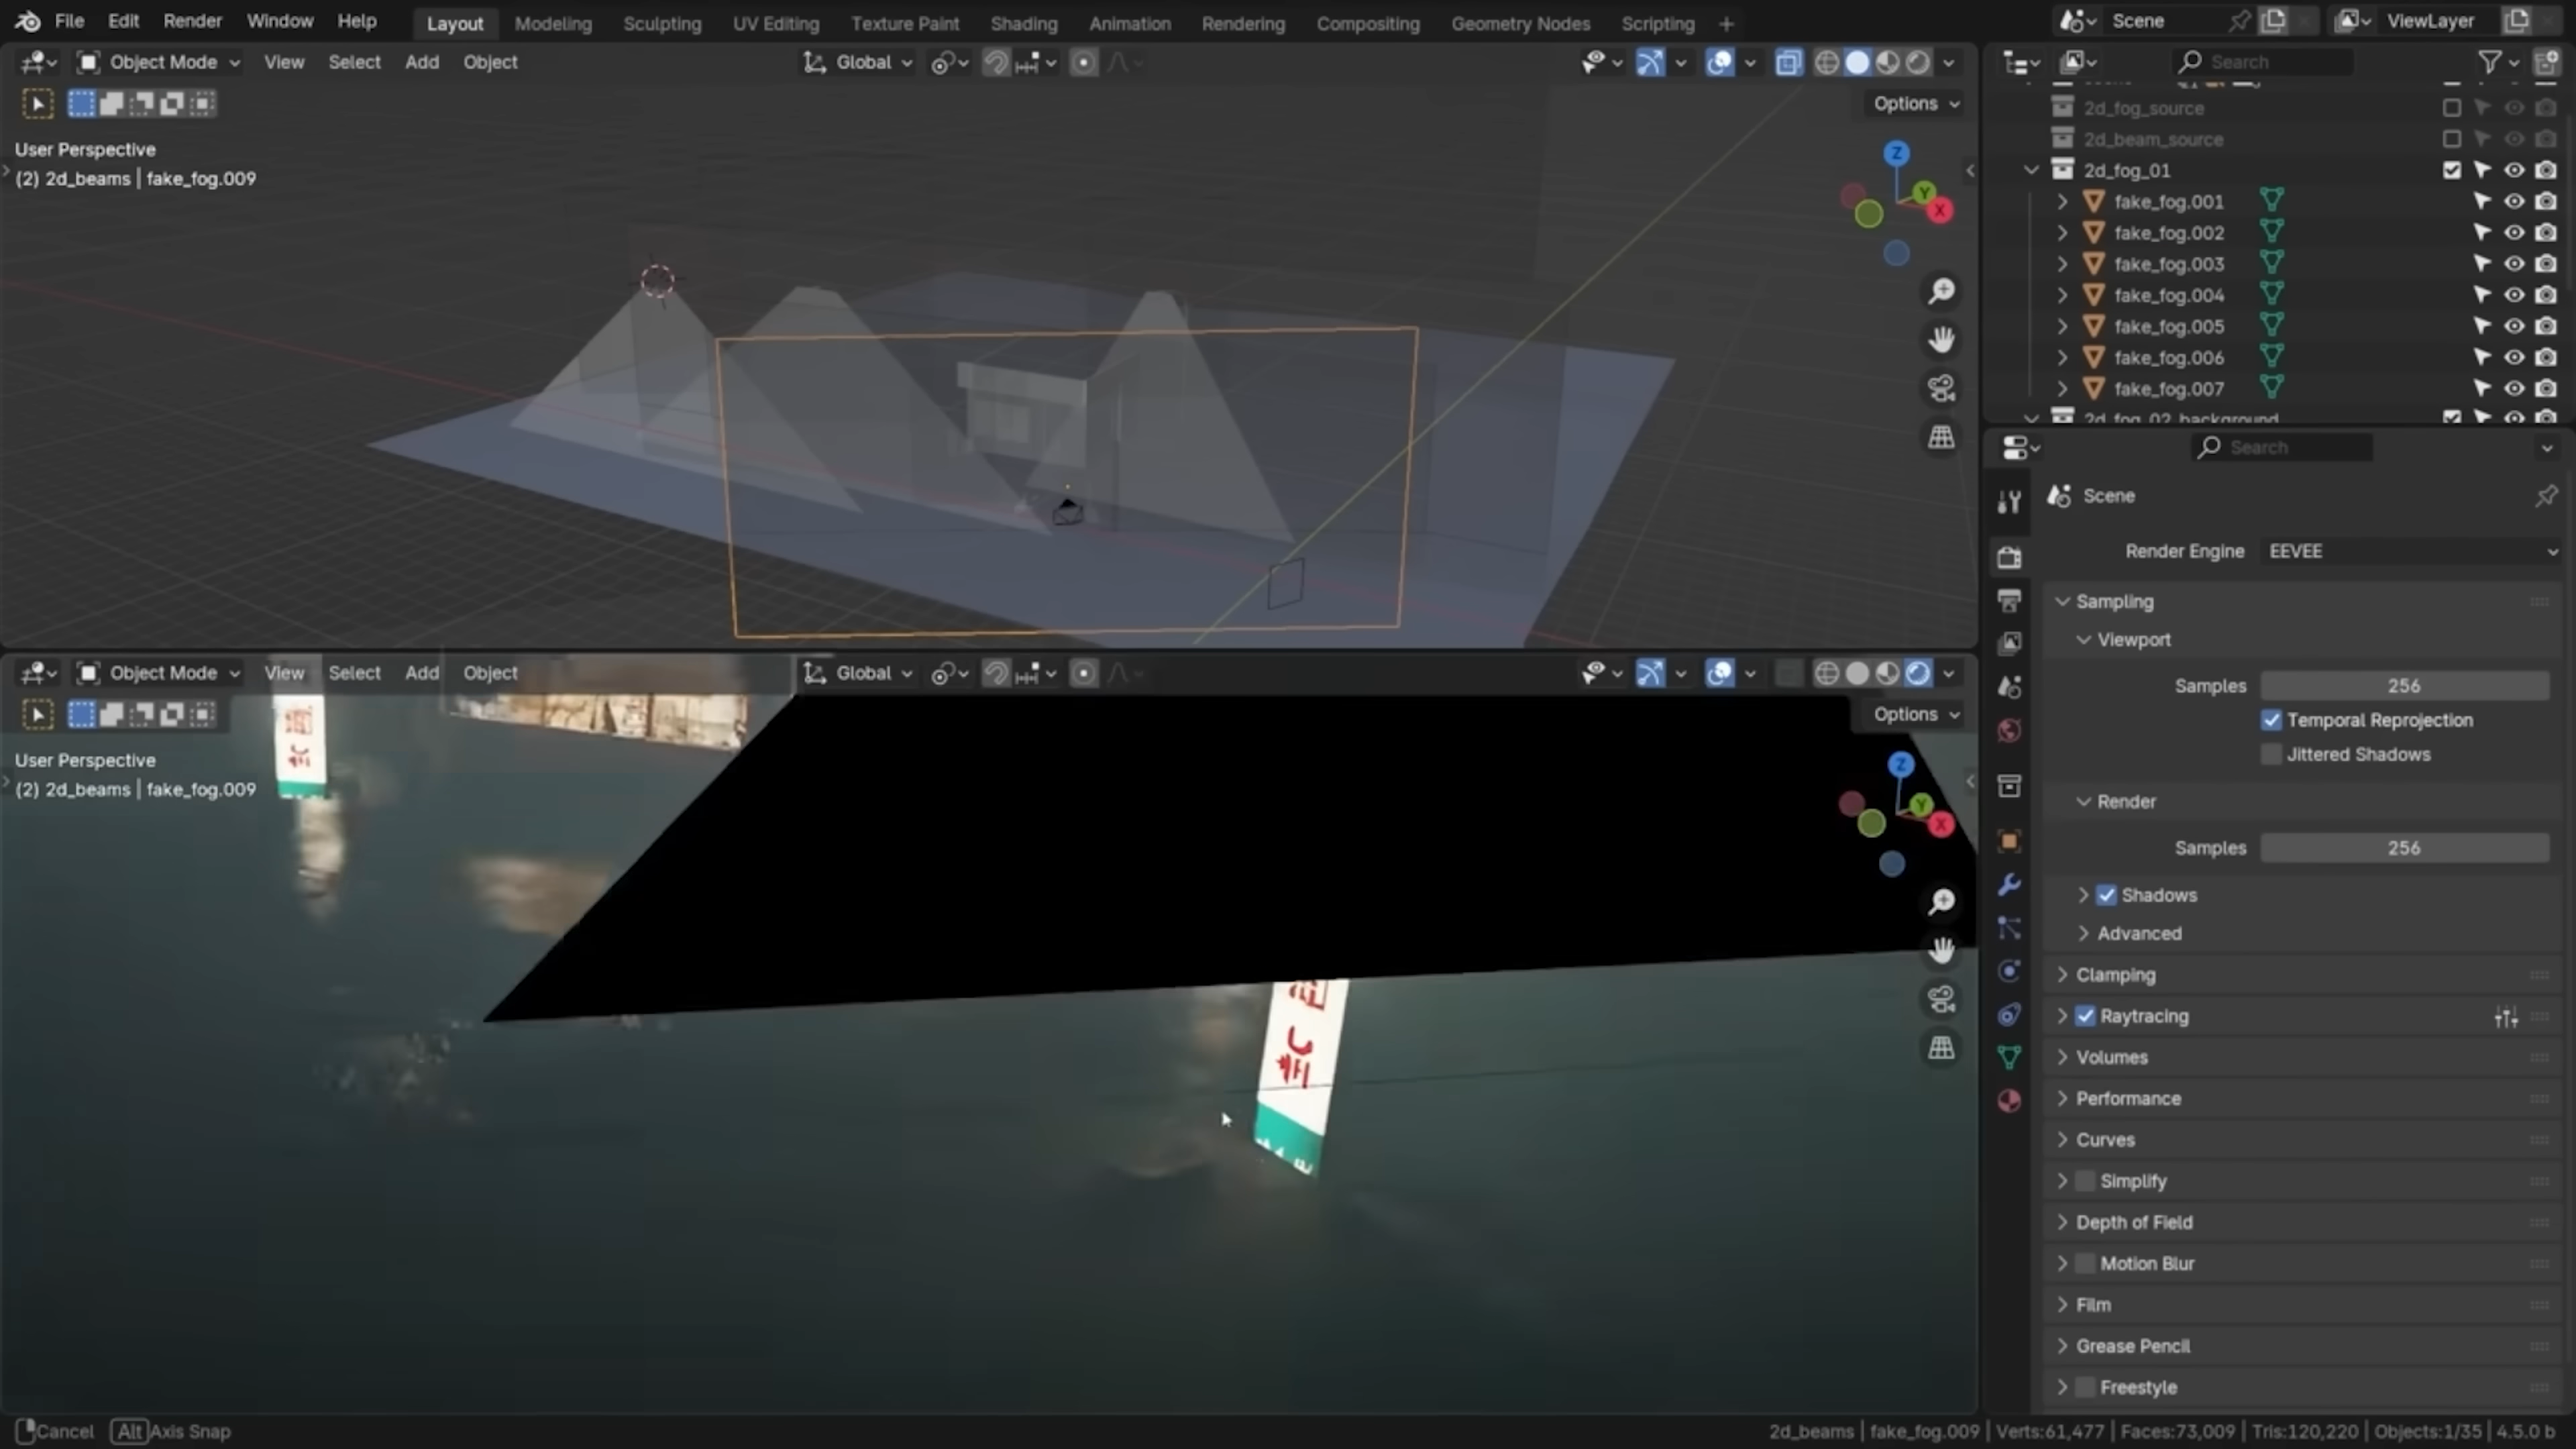 File Edit Render Window Help Layout Modeling Sculpting UV Editing Texture Paint Shading Animation Rendering Compositing Geometry Nodes Scripting + Scene ViewLayer
Object Mode View Select Add Object Global Search
Options
User Perspective
(2) 2d_beams | fake_fog.009
Z
Y
X
2d_fog_source
2d_beam_source
2d_fog_01
fake_fog.001
fake_fog.002
fake_fog.003
fake_fog.004
fake_fog.005
fake_fog.006
fake_fog.007
2d_fog_02_background
Search
Scene
Render Engine EEVEE
Sampling
Viewport
Samples 256
Temporal Reprojection
Jittered Shadows
Render
Samples 256
Shadows
Advanced
Clamping
Raytracing
Volumes
Performance
Curves
Simplify
Depth of Field
Motion Blur
Film
Grease Pencil
Freestyle
Object Mode View Select Add Object Global
Options
User Perspective
(2) 2d_beams | fake_fog.009
Z
Y
X
Cancel Alt Axis Snap 2d_beams | fake_fog.009 | Verts:61,477 | Faces:73,009 | Tris:120,220 | Objects:1/35 | 4.5.0 b